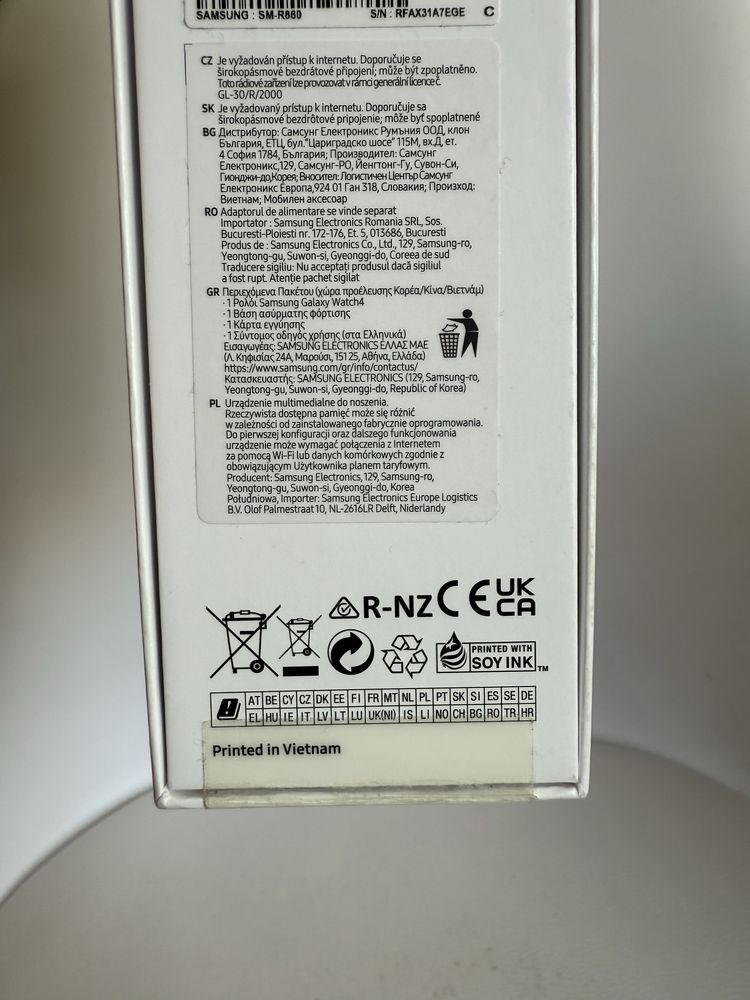 SAMSUNG : SM-R860 S/N : RFAX31A7EGE C
CZ Je vyžadován přístup k internetu. Doporučuje se
širokopásmové bezdrátové připojení; může být zpoplatněno.
Toto rádiové zařízení lze provozovat v rámci generální licence č.
GL-30/R/2000
SK Je vyžadovaný prístup k internetu. Doporučuje sa
širokopásmové bezdrôtové pripojenie; môže byť spoplatnené
BG Дистрибутор: Самсунг Електроникс Румъния ООД, клон
България, ЕТЦ, бул."Цариградско шосе" 115М, вх.Д, ет.
4 София 1784, България; Производител: Самсунг
Електроникс,129, Самсунг-РО, Йенгтонг-Гу, Сувон-Си,
Гионджи-до,Корея; Вносител: Логистичен Център Самсунг
Електроникс Европа,924 01 Ган 318, Словакия; Произход:
Виетнам; Мобилен аксесоар
RO Adaptorul de alimentare se vinde separat
Importator : Samsung Electronics Romania SRL, Sos.
Bucuresti-Ploiesti nr. 172-176, Et. 5, 013686, Bucuresti
Produs de : Samsung Electronics Co., Ltd., 129, Samsung-ro,
Yeongtong-gu, Suwon-si, Gyeonggi-do, Coreea de sud
Traducere sigiliu: Nu acceptați produsul dacă sigiliul
a fost rupt. Atenție pachet sigilat
GR Περιεχόμενα Πακέτου (χώρα προέλευσης Κορέα/Κίνα/Βιετνάμ)
· 1 Ρολόι Samsung Galaxy Watch4
· 1 Βάση ασύρματης φόρτισης
· 1 Κάρτα εγγύησης
· 1 Σύντομος οδηγός χρήσης (στα Ελληνικά)
Εισαγωγέας: SAMSUNG ELECTRONICS ΕΛΛΑΣ ΜΑΕ
(Λ. Κηφισίας 24Α, Μαρούσι, 151 25, Αθήνα, Ελλάδα)
https://www.samsung.com/gr/info/contactus/
Κατασκευαστής: SAMSUNG ELECTRONICS (129, Samsung-ro,
Yeongtong-gu, Suwon-si, Gyeonggi-do, Republic of Korea)
PL Urządzenie multimedialne do noszenia.
Rzeczywista dostępna pamięć może się różnić
w zależności od zainstalowanego fabrycznie oprogramowania.
Do pierwszej konfiguracji oraz dalszego funkcjonowania
urządzenie może wymagać połączenia z Internetem
za pomocą Wi-Fi lub danych komórkowych zgodnie z
obowiązującym Użytkownika planem taryfowym.
Producent: Samsung Electronics, 129, Samsung-ro,
Yeongtong-gu, Suwon-si, Gyeonggi-do, Korea
Południowa, Importer: Samsung Electronics Europe Logistics
B.V. Olof Palmestraat 10, NL-2616LR Delft, Niderlandy
R-NZ CE UK
CA
PRINTED WITH
SOY INK TM
AT BE CY CZ DK EE FI FR MT NL PL PT SK SI ES SE DE
EL HU IE IT LV LT LU UK(NI) IS LI NO CH BG RO TR HR
Printed in Vietnam